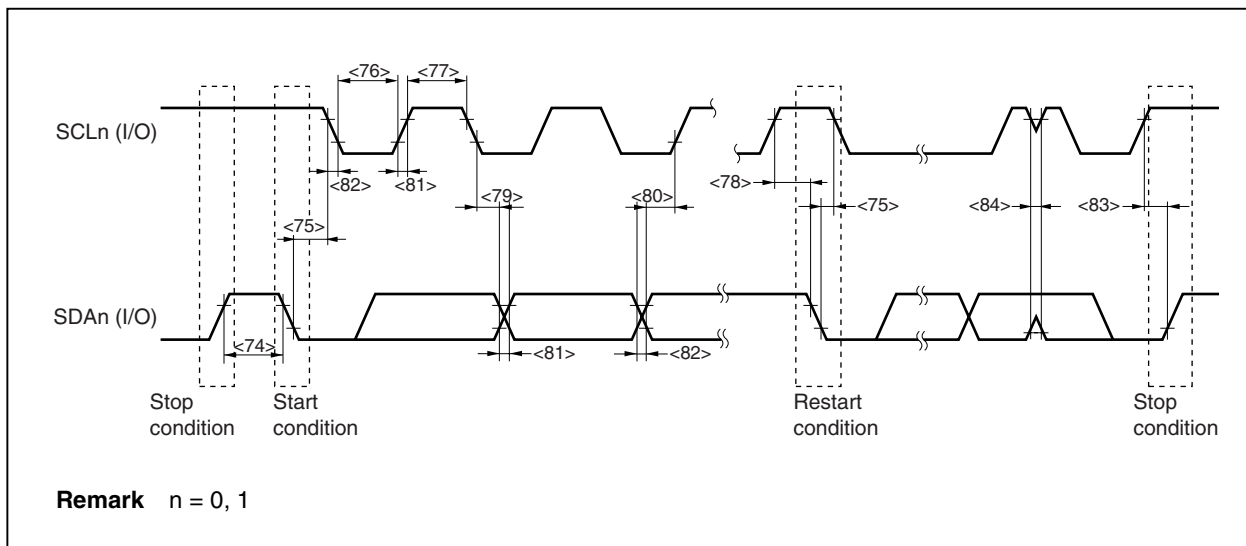 <76> <77>
SCLn (I/O)
<82> <81> <79> <80> <78> <75> <84> <83>
<75>
SDAn (I/O)
<74> <81> <82>
Stop condition
Start condition
Restart condition
Stop condition
Remark n = 0, 1